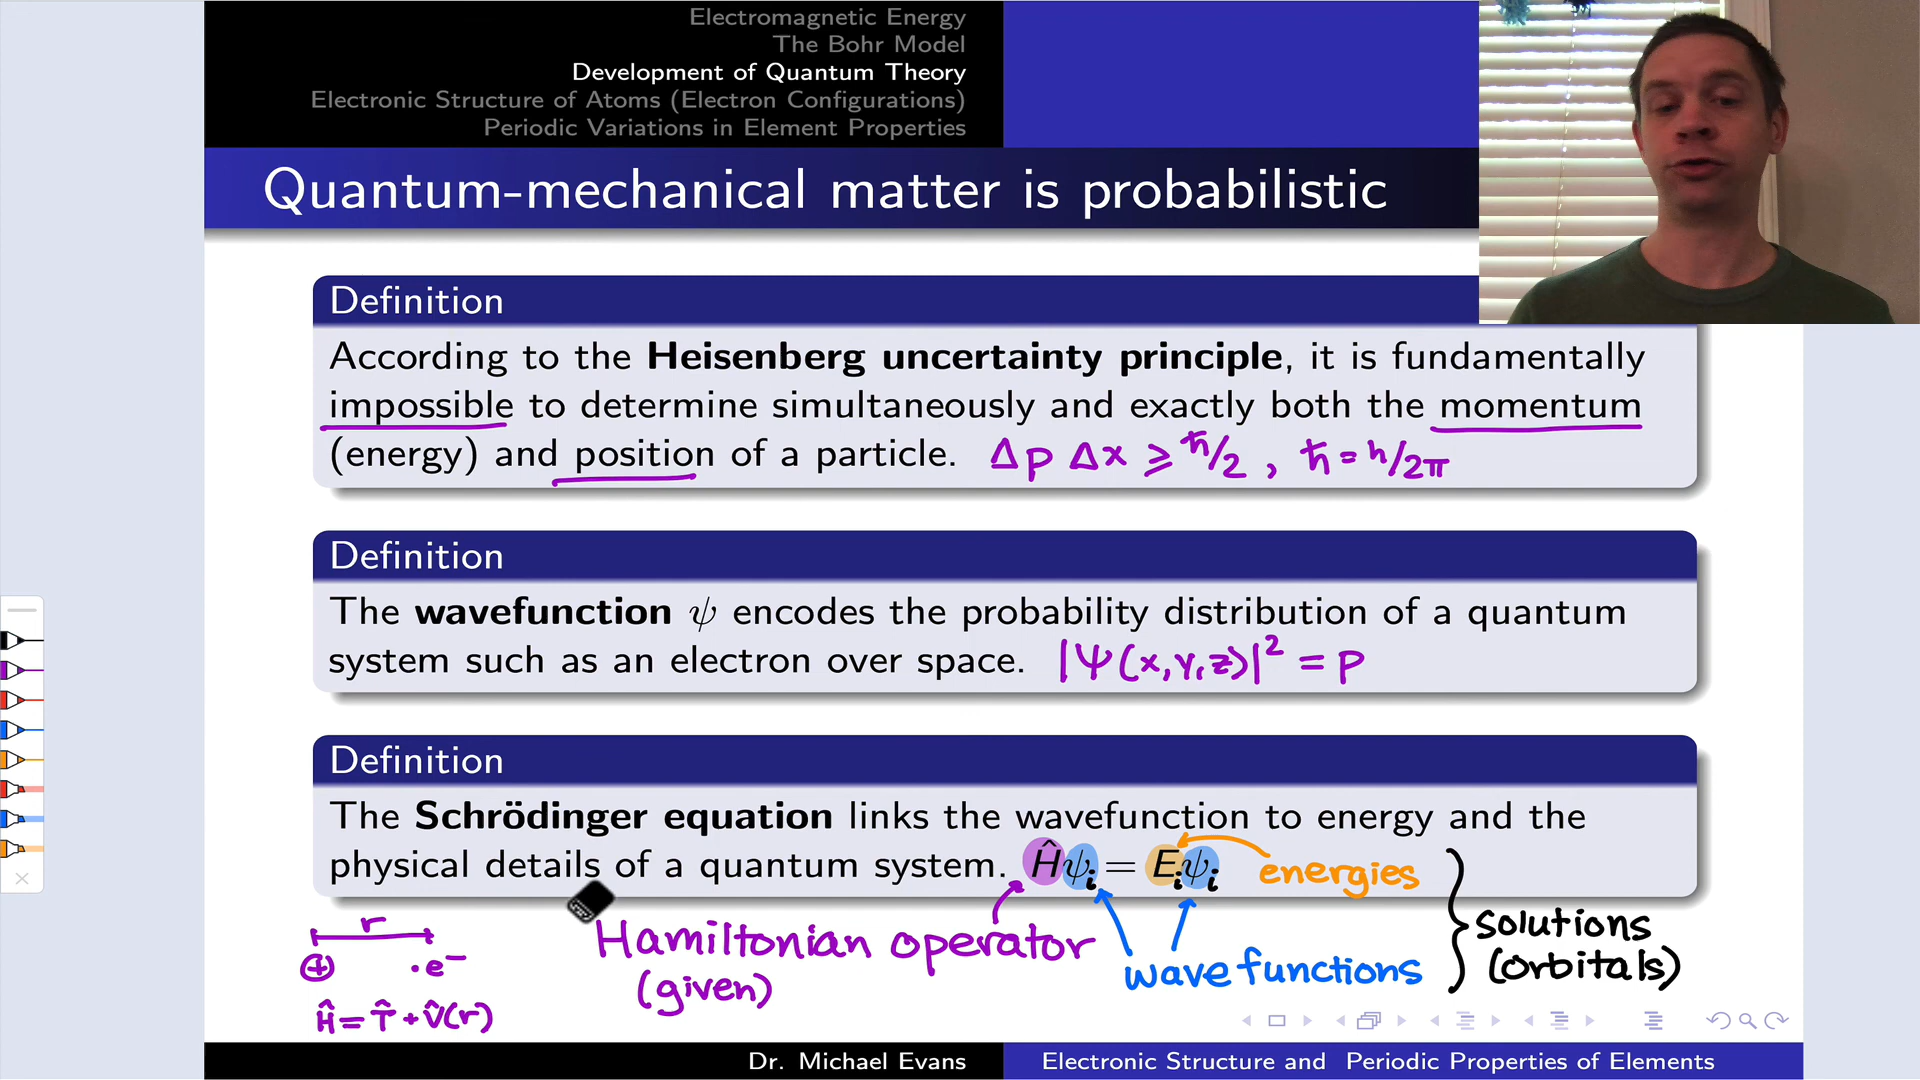 Electromagnetic Energy
The Bohr Model
Development of Quantum Theory
Electronic Structure of Atoms (Electron Configurations)
Periodic Variations in Element Properties
Quantum-mechanical matter is probabilistic
Definition
According to the Heisenberg uncertainty principle, it is fundamentally
impossible to determine simultaneously and exactly both the momentum
(energy) and position of a particle. Δp Δx ⩾ ħ/2 , ħ = h/2π
Definition
The wavefunction ψ encodes the probability distribution of a quantum
system such as an electron over space. |Ψ(x,y,z)|² = P
Definition
The Schrödinger equation links the wavefunction to energy and the
physical details of a quantum system. Ĥψᵢ = Eᵢψᵢ energies
r
⊕ · e⁻
Ĥ = T̂ + V̂(r)
Hamiltonian operator
(given)
wavefunctions
solutions
(orbitals)
Dr. Michael Evans
Electronic Structure and Periodic Properties of Elements